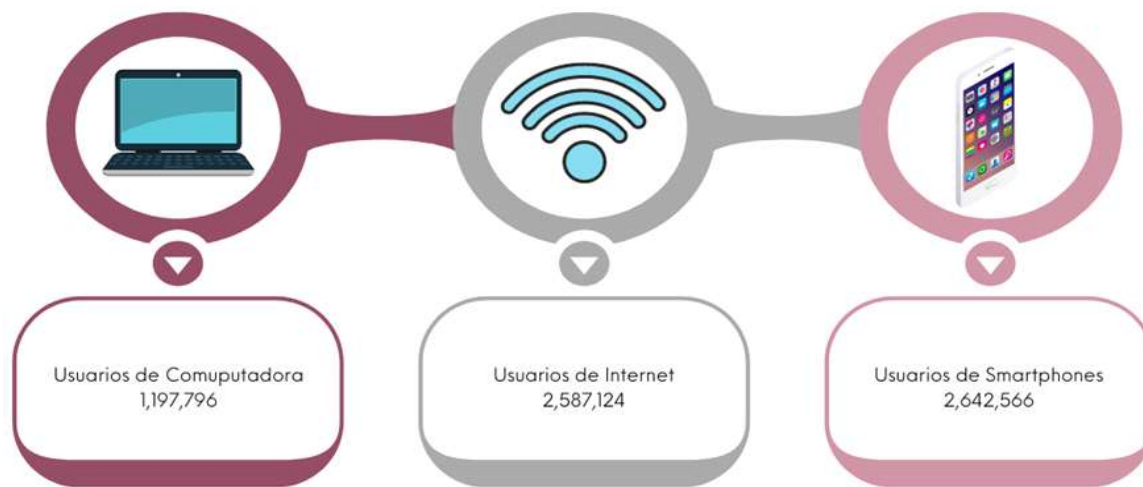 Usuarios de Comuputadora
1,197,796
Usuarios de Internet
2,587,124
Usuarios de Smartphones
2,642,566